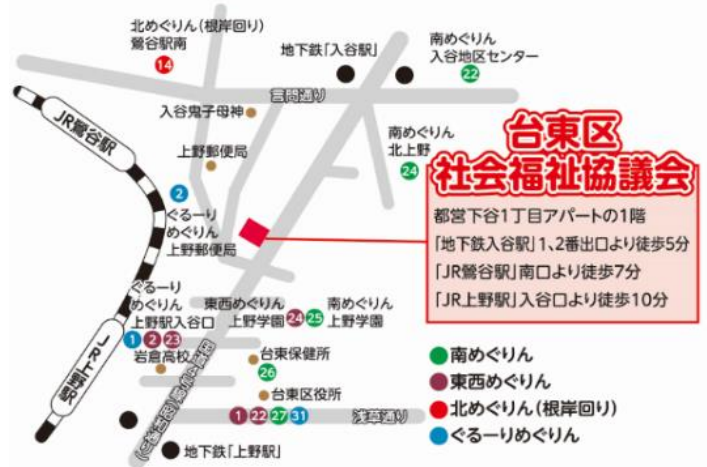 北めぐりん(根岸回り)
鶯谷駅南
14
地下鉄「入谷駅」
南めぐりん
入谷地区センター
22
言問通り
JR鶯谷駅
入谷鬼子母神
上野郵便局
南めぐりん
北上野
24
2
ぐるーり
めぐりん
上野郵便局
台東区
社会福祉協議会
都営下谷1丁目アパートの1階
「地下鉄入谷駅」1、2番出口より徒歩5分
「JR鶯谷駅」南口より徒歩7分
「JR上野駅」入谷口より徒歩10分
ぐるーり
めぐりん
上野駅入谷口
1 2 23
東西めぐりん
上野学園 24
25 南めぐりん
上野学園
JR上野駅
岩倉高校
台東保健所
26
台東区役所
1 22 27 31
浅草通り
地下鉄「上野駅」
南めぐりん
東西めぐりん
北めぐりん(根岸回り)
ぐるーりめぐりん